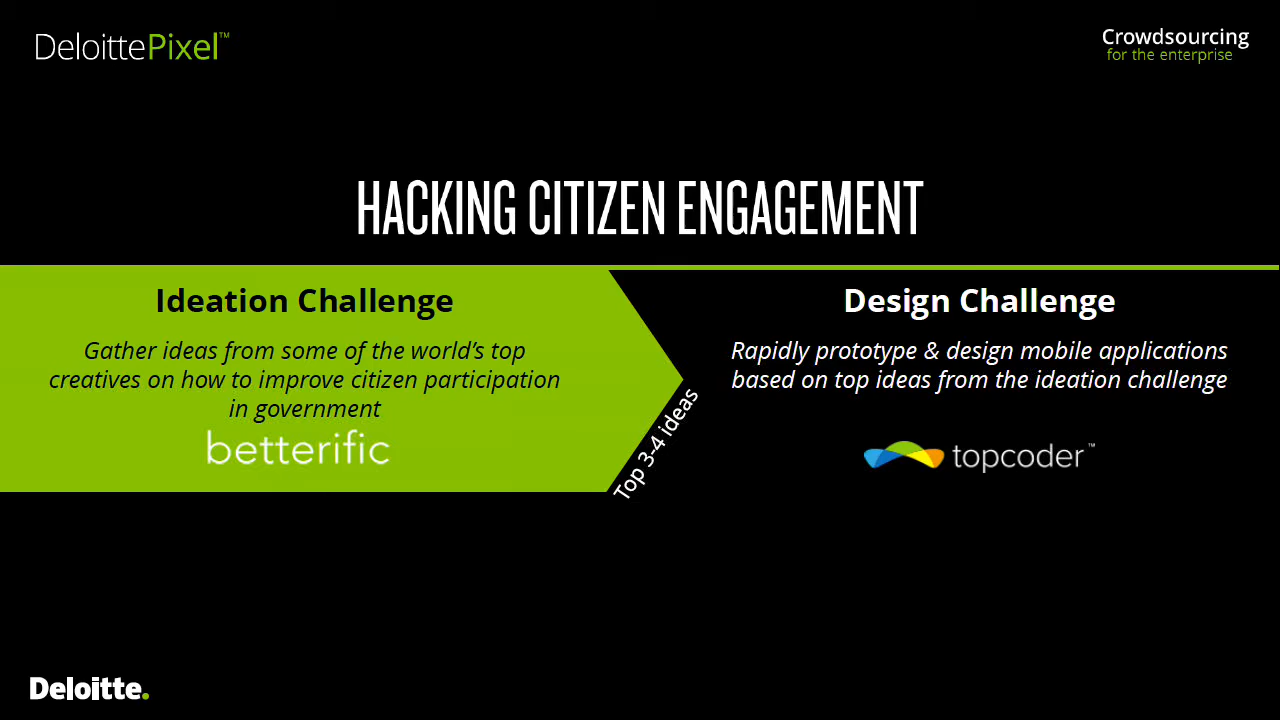 DeloittePixel™
Crowdsourcing
for the enterprise
HACKING CITIZEN ENGAGEMENT
Ideation Challenge
Gather ideas from some of the world's top
creatives on how to improve citizen participation
in government
betterific
Top 3-4 ideas
Design Challenge
Rapidly prototype & design mobile applications
based on top ideas from the ideation challenge
topcoder™
Deloitte.